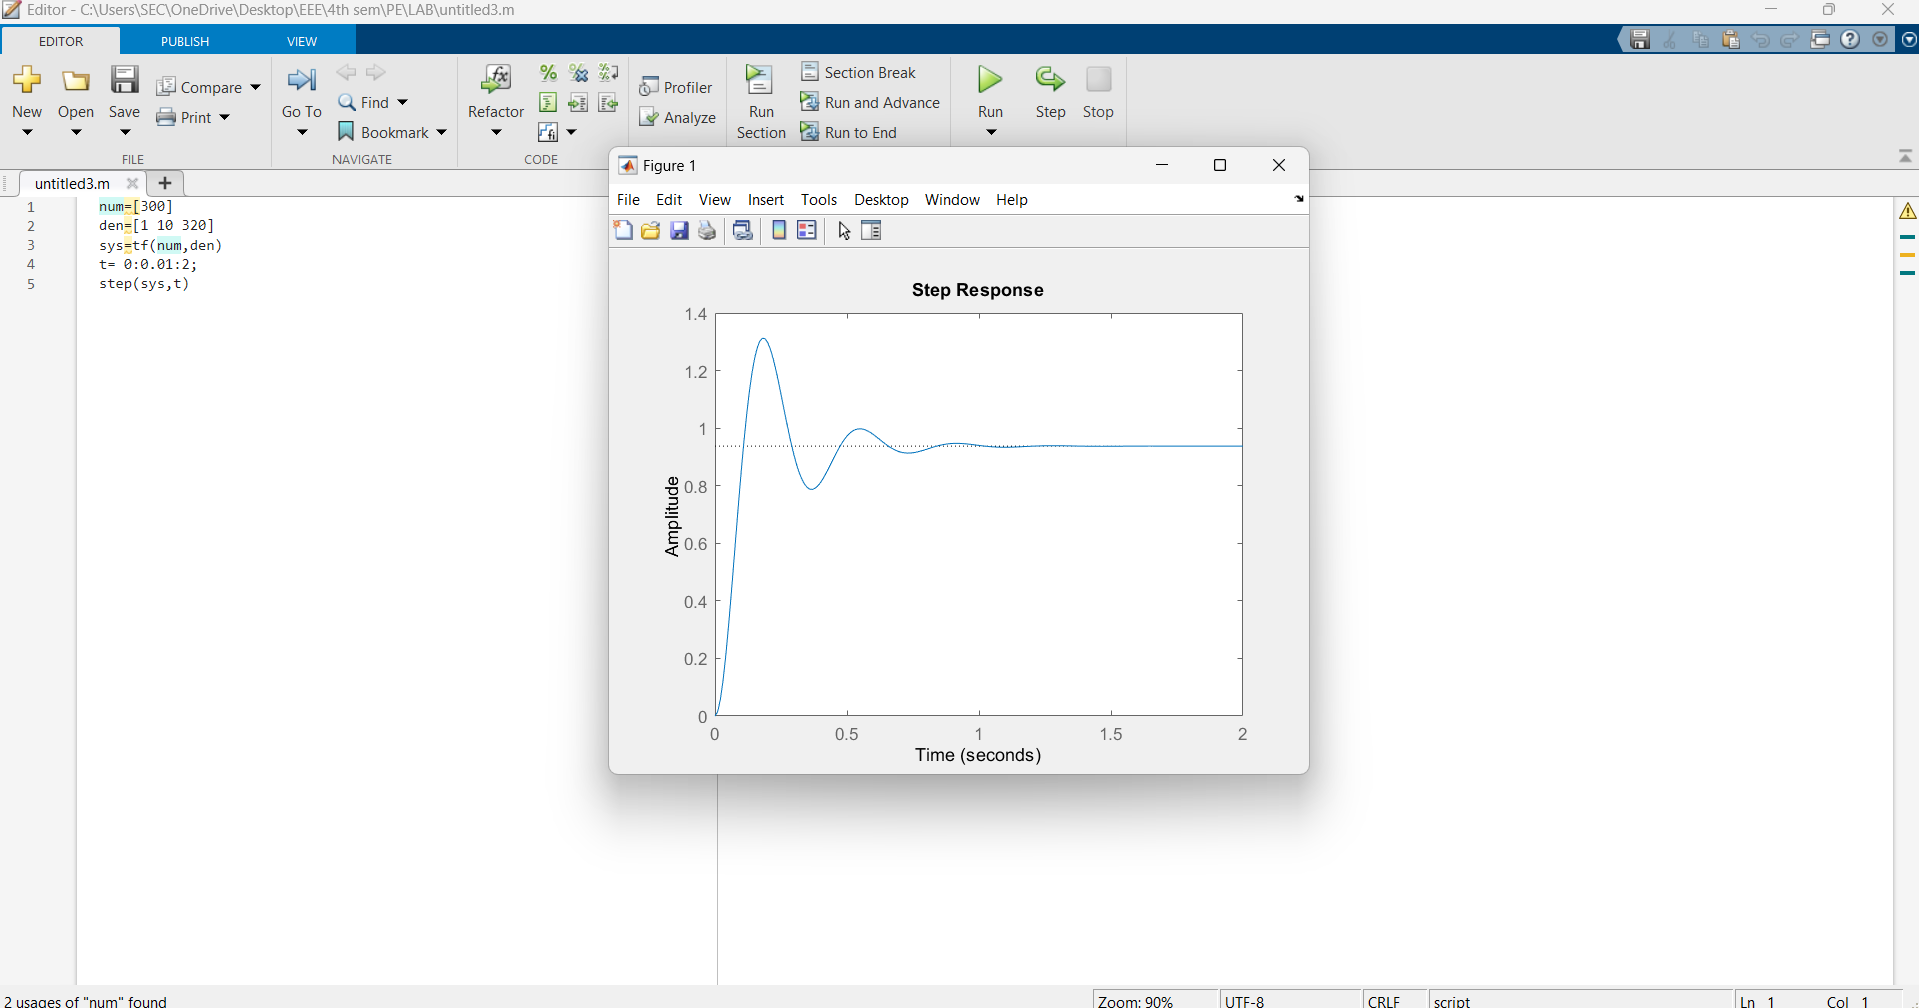 Editor - C:\Users\SEC\OneDrive\Desktop\EEE\4th sem\PE\LAB\untitled3.m
EDITOR PUBLISH VIEW
New Open Save Compare Print
FILE
Go To Find Bookmark
NAVIGATE
Refactor
CODE
Profiler
Analyze
Run Section
Section Break
Run and Advance
Run to End
Run Step Stop
untitled3.m
1 num=[300]
2 den=[1 10 320]
3 sys=tf(num,den)
4 t= 0:0.01:2;
5 step(sys,t)
Figure 1
File Edit View Insert Tools Desktop Window Help
Step Response
Amplitude
1.4
1.2
1
0.8
0.6
0.4
0.2
0
0 0.5 1 1.5 2
Time (seconds)
2 usages of "num" found
Zoom: 90% UTF-8 CRLF script Ln 1 Col 1